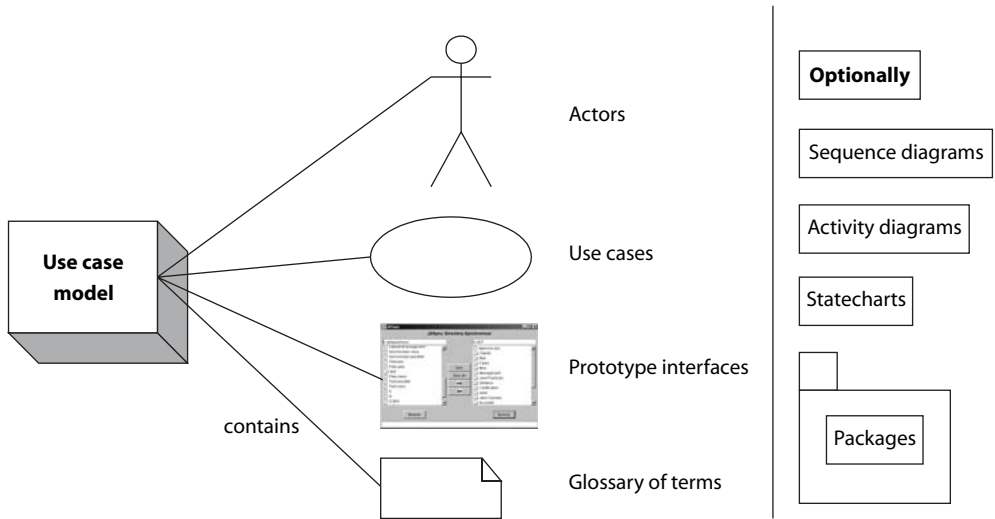 Actors
Use case
model
Use cases
Prototype interfaces
contains
Glossary of terms
Optionally
Sequence diagrams
Activity diagrams
Statecharts
Packages